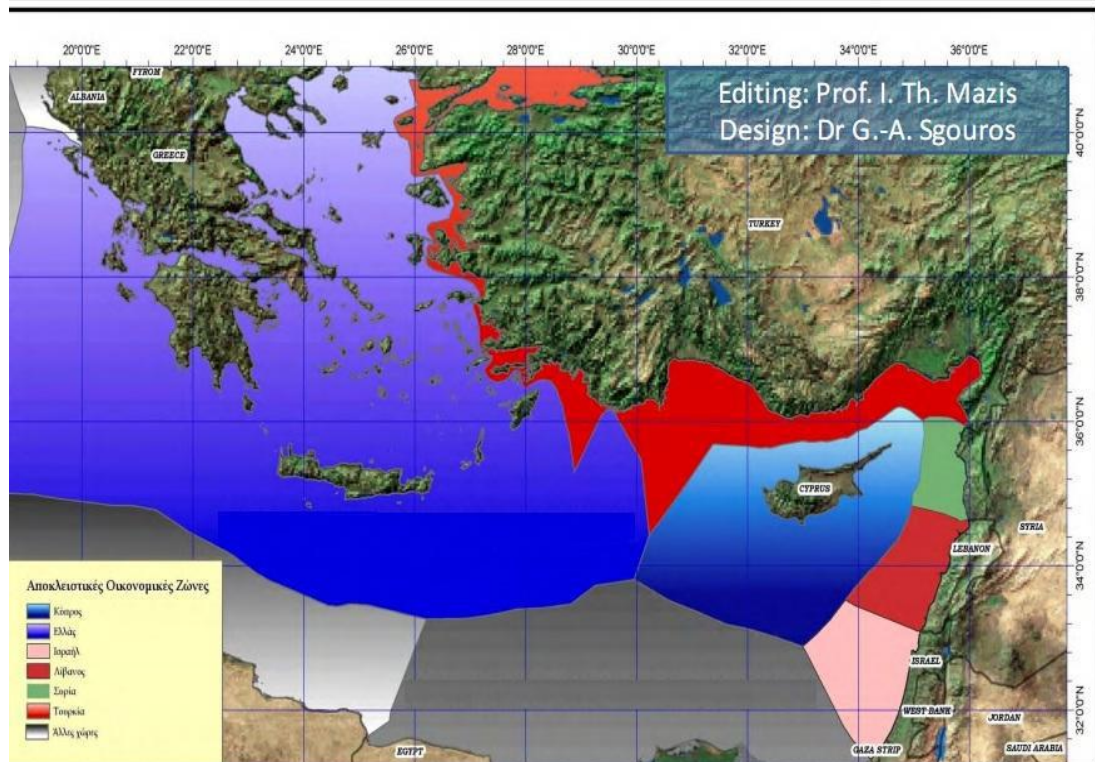 20°0'0"E 22°0'0"E 24°0'0"E 26°0'0"E 28°0'0"E 30°0'0"E 32°0'0"E 34°0'0"E 36°0'0"E
FYROM
ALBANIA
GREECE
Editing: Prof. I. Th. Mazis
Design: Dr G.-A. Sgouros
TURKEY
40°0'0"N
38°0'0"N
36°0'0"N
CYPRUS
SYRIA
LEBANON
34°0'0"N
Αποκλειστικές Οικονομικές Ζώνες
Κύπρος
Ελλάς
Ισραήλ
Λίβανος
Συρία
Τουρκία
Άλλες χώρες
ISRAEL
WEST BANK
32°0'0"N
JORDAN
EGYPT
GAZA STRIP
SAUDI ARABIA